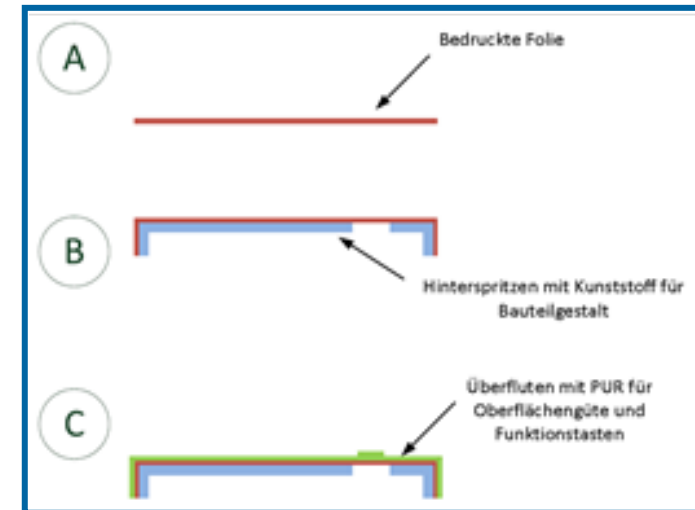 A
Bedruckte Folie
B
Hinterspritzen mit Kunststoff für
Bauteilgestalt
C
Überfluten mit PUR für
Oberflächengüte und
Funktionstasten